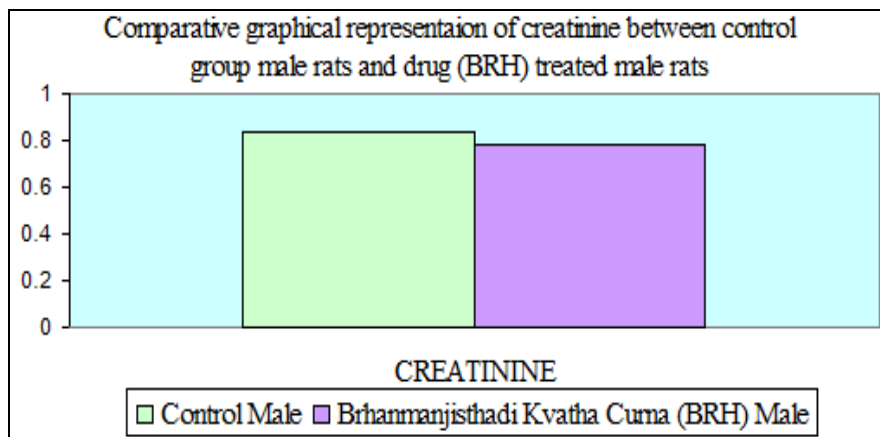 Comparative graphical representaion of creatinine between control
group male rats and drug (BRH) treated male rats
1
0.8
0.6
0.4
0.2
0
CREATININE
Control Male Brhanmanjisthadi Kvatha Curna (BRH) Male